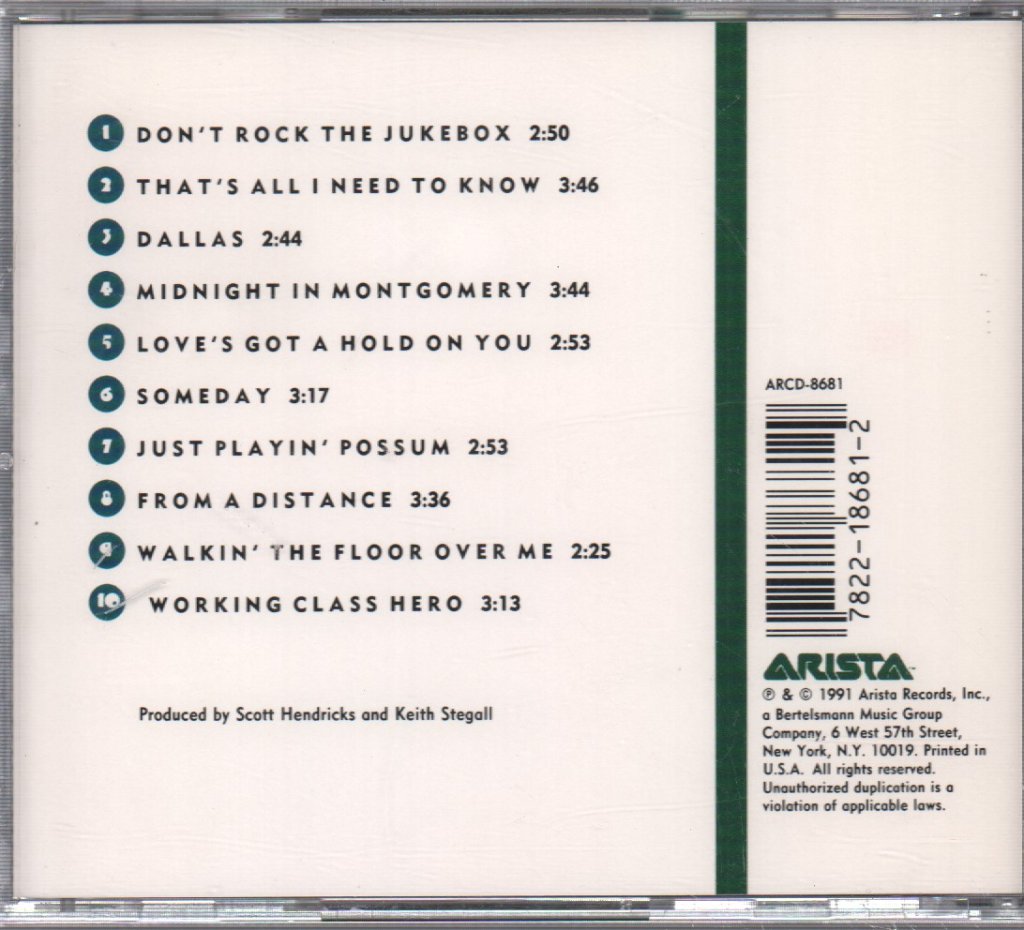 1 DON'T ROCK THE JUKEBOX 2:50
2 THAT'S ALL I NEED TO KNOW 3:46
3 DALLAS 2:44
4 MIDNIGHT IN MONTGOMERY 3:44
5 LOVE'S GOT A HOLD ON YOU 2:53
6 SOMEDAY 3:17
7 JUST PLAYIN' POSSUM 2:53
8 FROM A DISTANCE 3:36
9 WALKIN' THE FLOOR OVER ME 2:25
10 WORKING CLASS HERO 3:13
Produced by Scott Hendricks and Keith Stegall
ARCD-8681
7822-18681-2
ARISTA™
℗ & © 1991 Arista Records, Inc.,
a Bertelsmann Music Group
Company, 6 West 57th Street,
New York, N.Y. 10019. Printed in
U.S.A. All rights reserved.
Unauthorized duplication is a
violation of applicable laws.